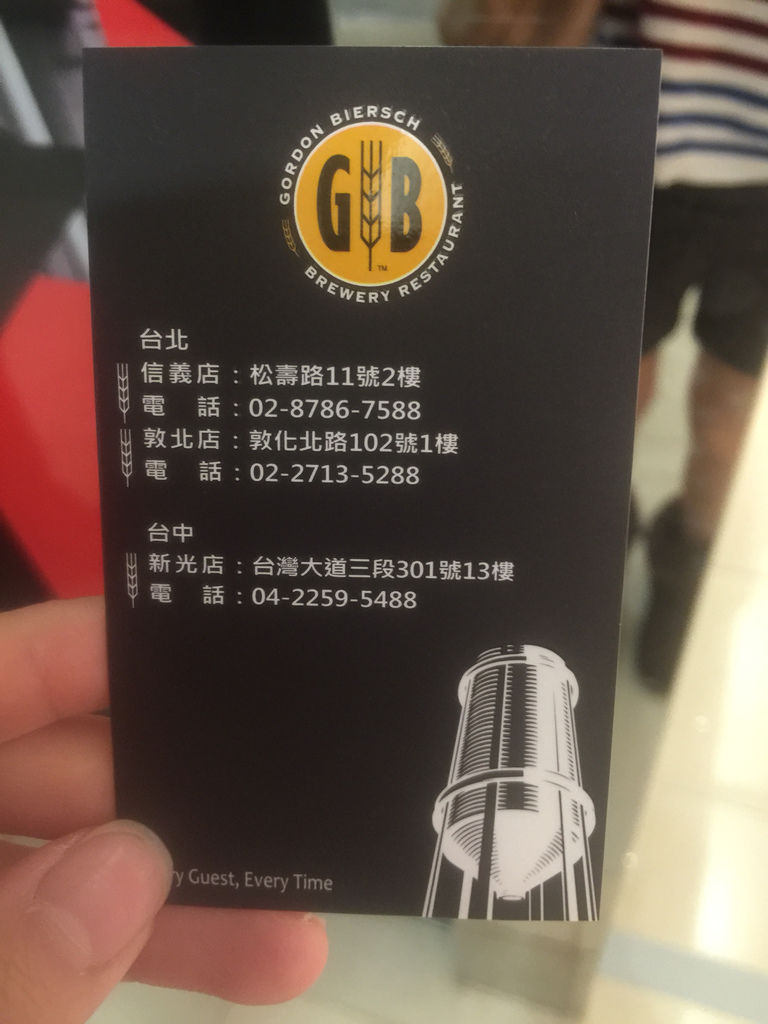 GORDON BIERSCH
G B
TM
BREWERY RESTAURANT
台北
信義店：松壽路11號2樓
電　話：02-8786-7588
敦北店：敦化北路102號1樓
電　話：02-2713-5288
台中
新光店：台灣大道三段301號13樓
電　話：04-2259-5488
Guest, Every Time